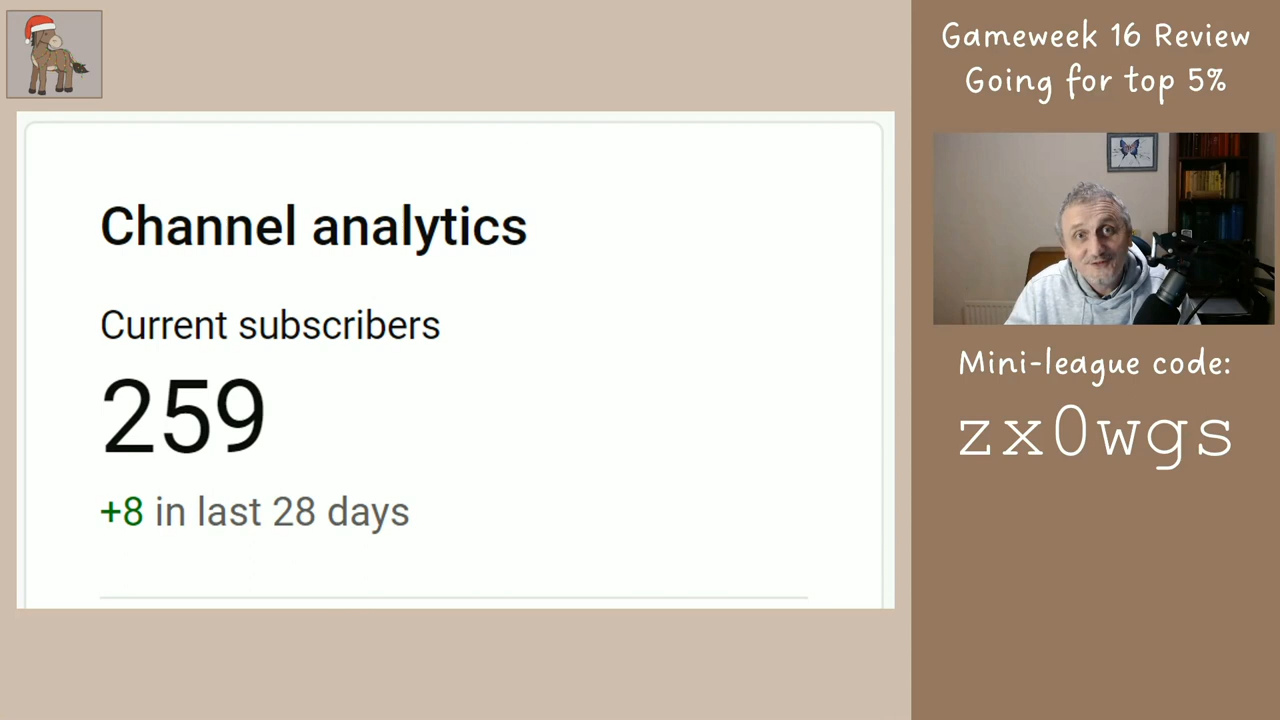 Gameweek 16 Review
Going for top 5%
Channel analytics
Current subscribers
259
+8 in last 28 days
Mini-league code:
zx0wgs